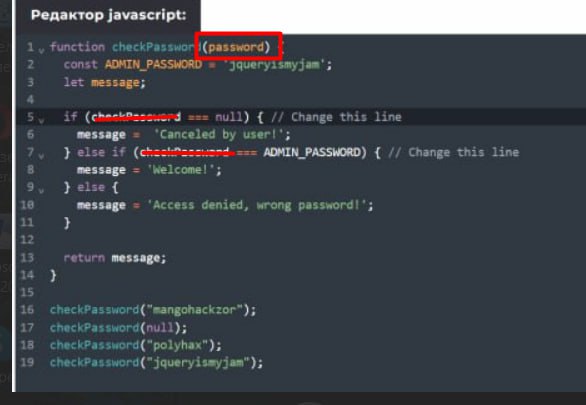 Редактор javascript:
1 function checkPassword(password) {
2 const ADMIN_PASSWORD = 'jqueryismyjam';
3 let message;
4
5 if (checkPassword === null) { // Change this line
6 message = 'Canceled by user!';
7 } else if (checkPassword === ADMIN_PASSWORD) { // Change this line
8 message = 'Welcome!';
9 } else {
10 message = 'Access denied, wrong password!';
11 }
12
13 return message;
14 }
15
16 checkPassword("mangohackzor");
17 checkPassword(null);
18 checkPassword("polyhax");
19 checkPassword("jqueryismyjam");